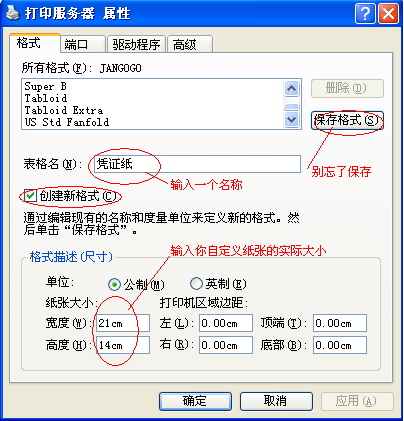 打印服务器 属性
格式 端口 驱动程序 高级
所有格式(F): JANGOGO
Super B
Tabloid
Tabloid Extra
US Std Fanfold
删除(D)
保存格式(S)
别忘了保存
表格名(N): 凭证纸
输入一个名称
创建新格式(C)
通过编辑现有的名称和度量单位来定义新的格式。然
后单击“保存格式”。
输入你自定义纸张的实际大小
格式描述(尺寸)
单位: 公制(M) 英制(E)
纸张大小: 打印机区域边距:
宽度(W): 21cm 左(L): 0.00cm 顶端(T): 0.00cm
高度(H): 14cm 右(R): 0.00cm 底部(B): 0.00cm
确定 取消 应用(A)